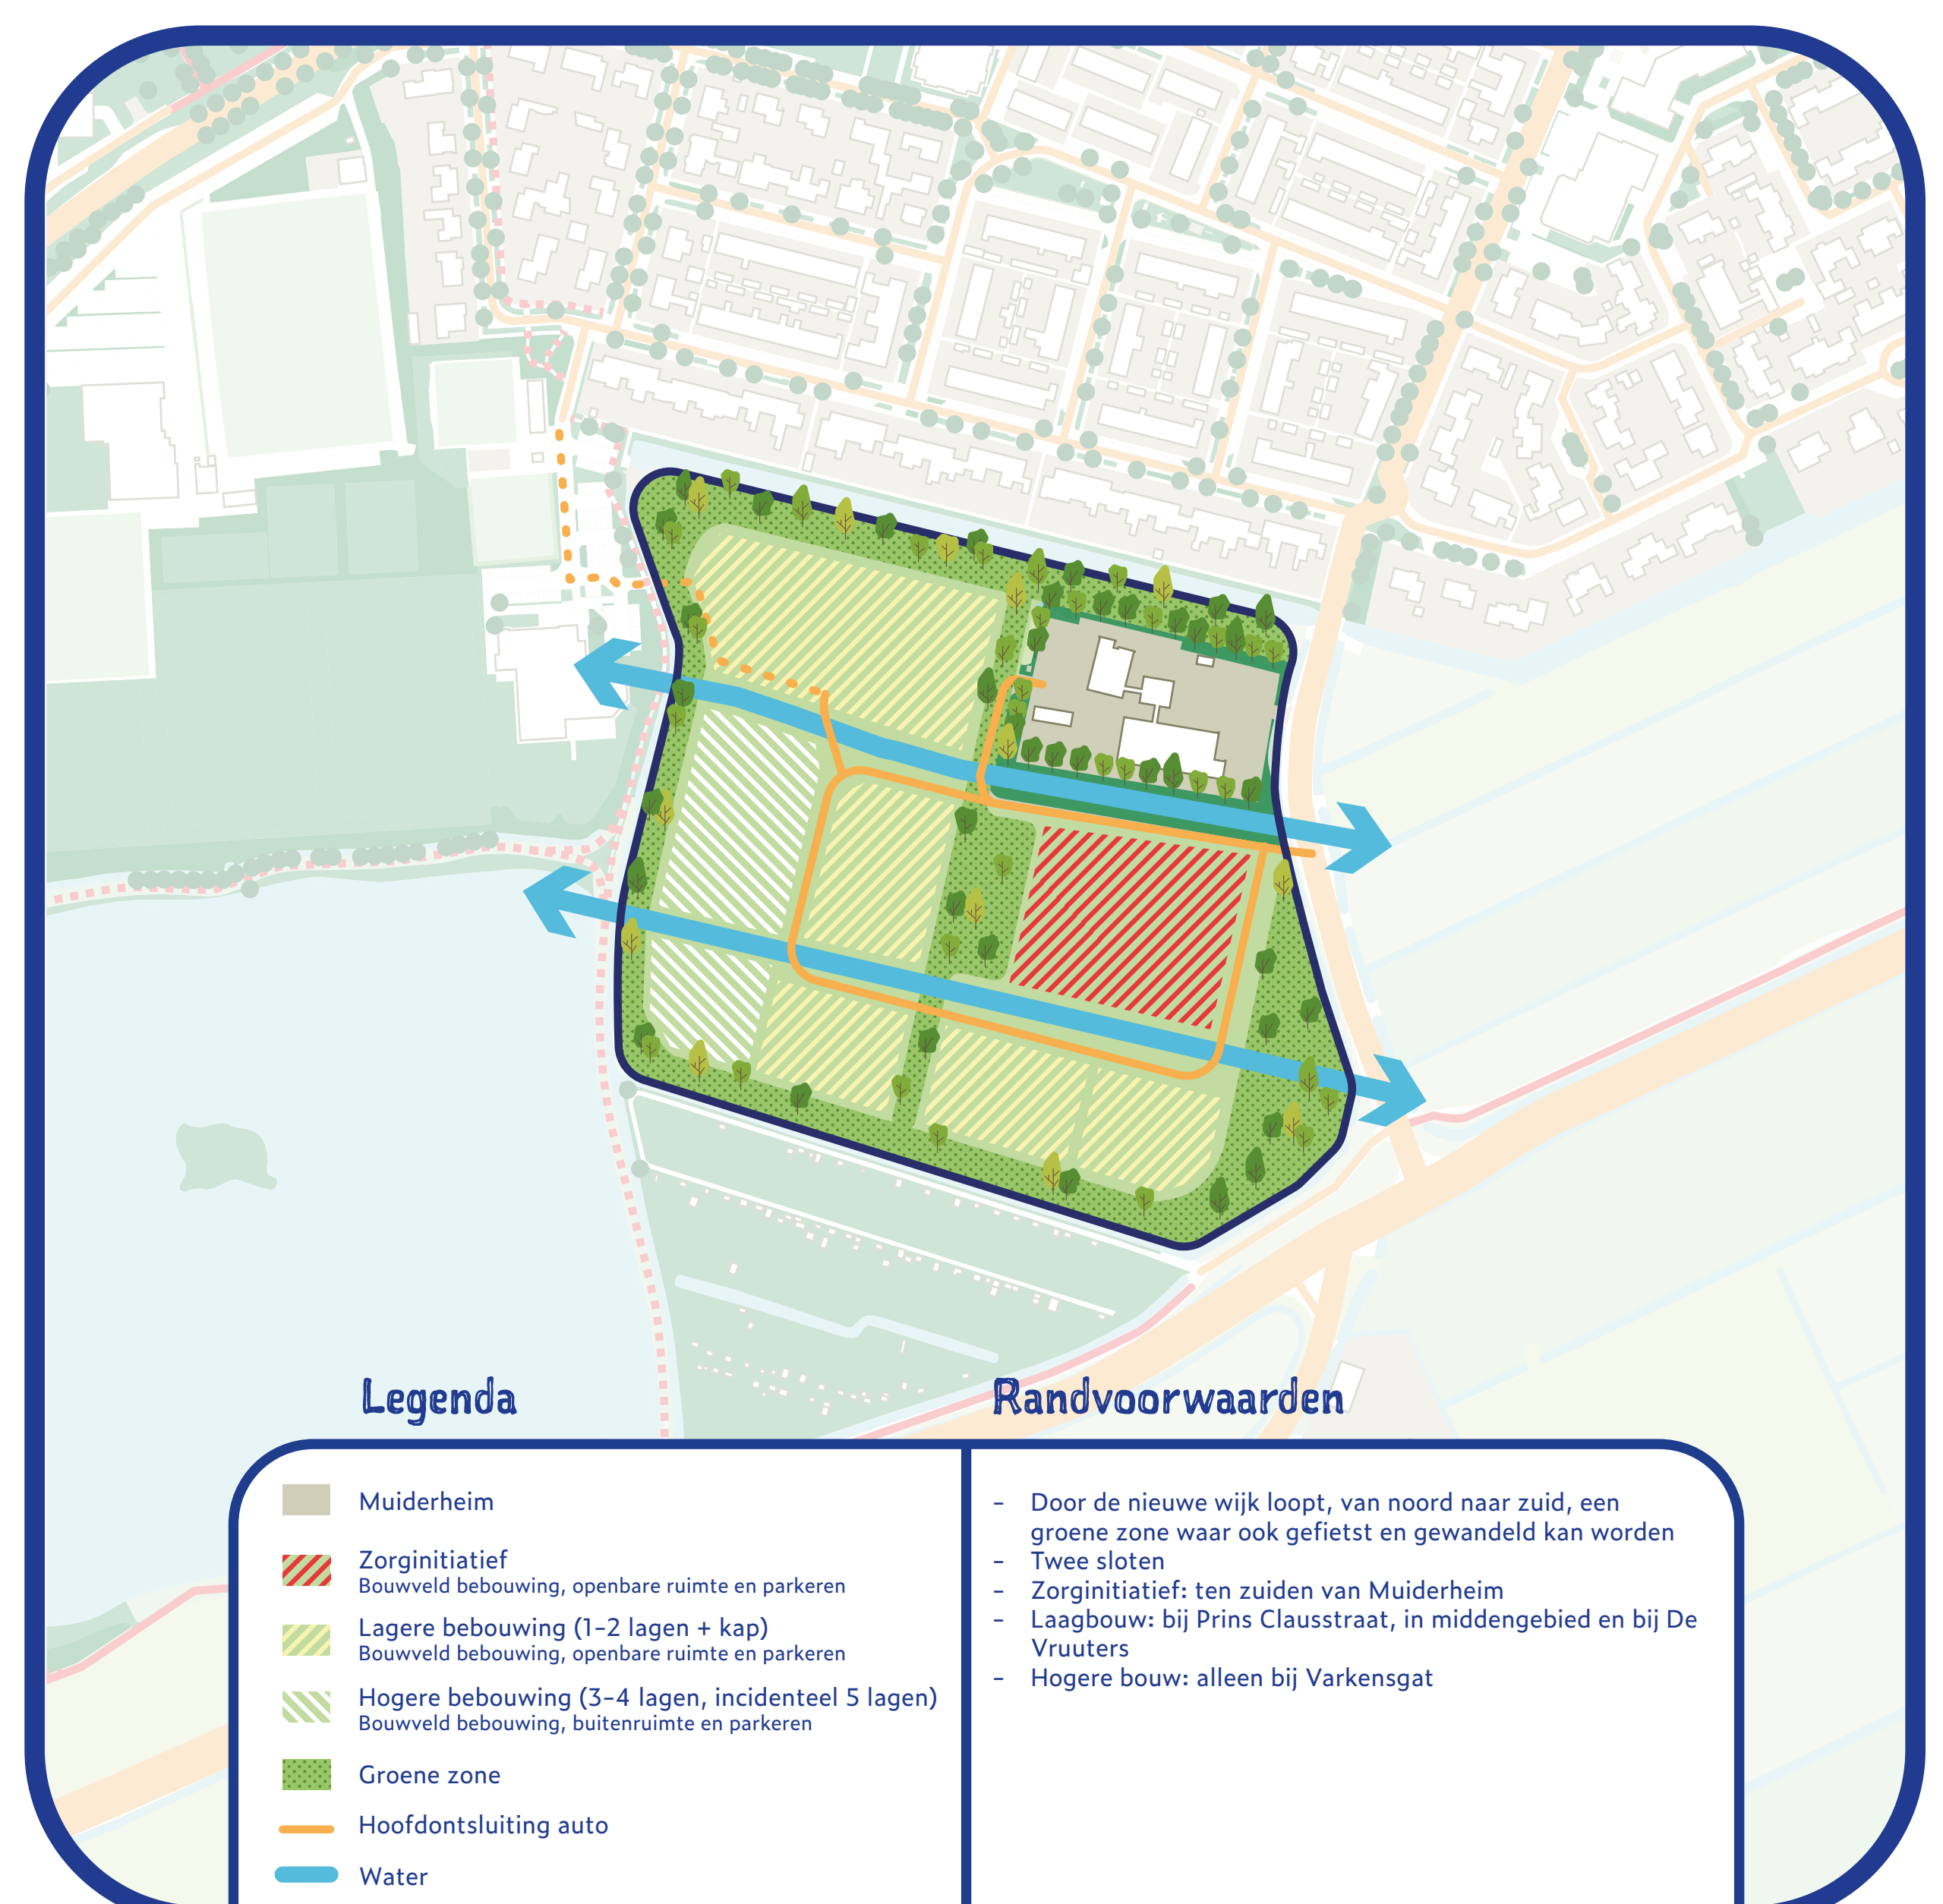 Legenda
Muiderheim
Zorginitiatief
Bouwveld bebouwing, openbare ruimte en parkeren
Lagere bebouwing (1-2 lagen + kap)
Bouwveld bebouwing, openbare ruimte en parkeren
Hogere bebouwing (3-4 lagen, incidenteel 5 lagen)
Bouwveld bebouwing, buitenruimte en parkeren
Groene zone
Hoofdontsluiting auto
Water
Randvoorwaarden
- Door de nieuwe wijk loopt, van noord naar zuid, een
groene zone waar ook gefietst en gewandeld kan worden
- Twee sloten
- Zorginitiatief: ten zuiden van Muiderheim
- Laagbouw: bij Prins Clausstraat, in middengebied en bij De
Vruuters
- Hogere bouw: alleen bij Varkensgat